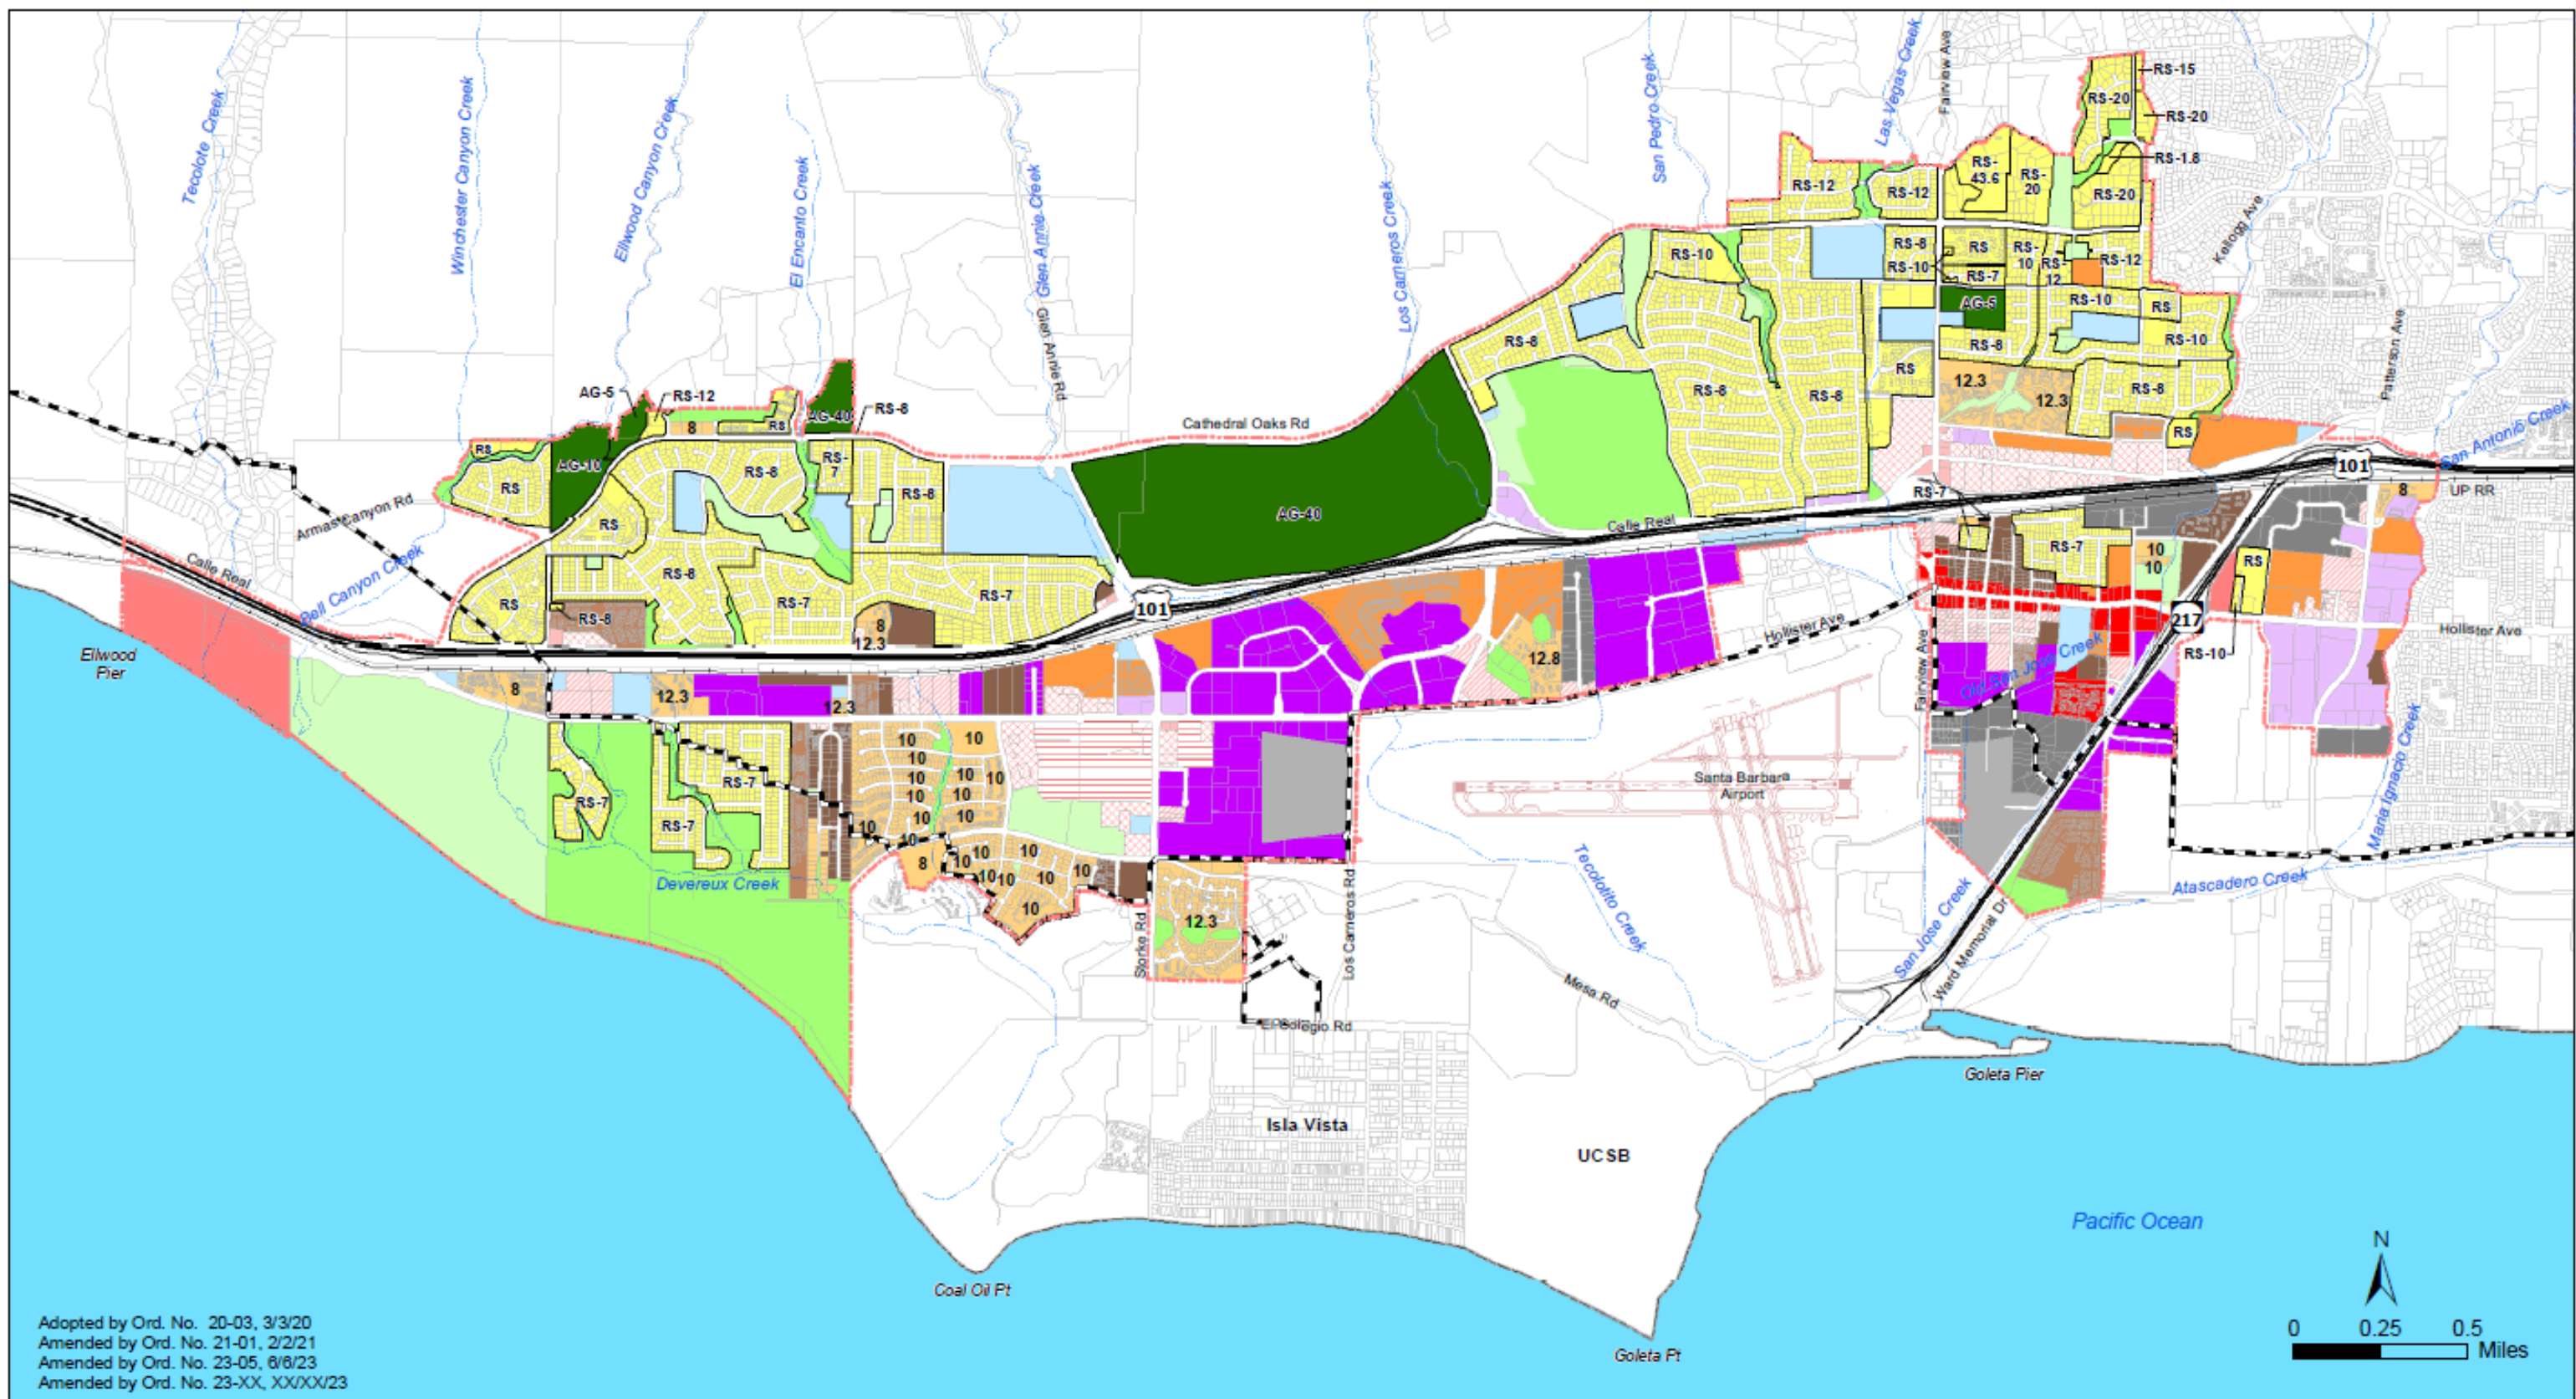 Tecolote Creek
Winchester Canyon Creek
Ellwood Canyon Creek
El Encanto Creek
Glen Annie Creek
Glen Annie Rd
Los Carneros Creek
San Pedro Creek
Las Vegas Creek
Fairview Ave
RS-15
RS-20
RS-20
RS-1.8
RS-12
RS-12
RS-
43.6
RS-
20
RS-20
Kellogg Ave
Patterson Ave
San Antonio Creek
RS-10
RS-8
RS-10
RS
RS-7
RS-
10
RS-
12
RS-12
AG-5
RS-10
RS
RS-8
RS-10
RS-8
RS-8
RS-8
RS
12.3
12.3
RS-8
RS
AG-5
RS-12
AG-40
RS-8
8
RS
Cathedral Oaks Rd
RS
RS
AG-10
RS-8
RS-
7
RS-8
RS
AG-40
Calle Real
101
UP RR
8
RS-7
Armas Canyon Rd
Calle Real
Bell Canyon Creek
RS
RS-8
RS-8
RS-7
RS-7
8
12.3
101
RS-7
10
10
RS
217
Hollister Ave
Hollister Ave
RS-10
Ellwood
Pier
8
12.3
12.3
12.8
Fairview Ave
Old San Jose Creek
RS-7
RS-7
RS-7
10
10
10
10
10
10
10
10
10
10
10
10
8
10
10
10
10
10
10
10
10
Devereux Creek
12.3
Storke Rd
Los Carneros Rd
Santa Barbara
Airport
Tecolotito Creek
Maria Ignacio Creek
Atascadero Creek
San Jose Creek
Ward Memorial Dr
Mesa Rd
El Colegio Rd
Goleta Pier
Isla Vista
UCSB
Pacific Ocean
Coal Oil Pt
Goleta Pt
N
0 0.25 0.5
Miles
Adopted by Ord. No. 20-03, 3/3/20
Amended by Ord. No. 21-01, 2/2/21
Amended by Ord. No. 23-05, 6/6/23
Amended by Ord. No. 23-XX, XX/XX/23